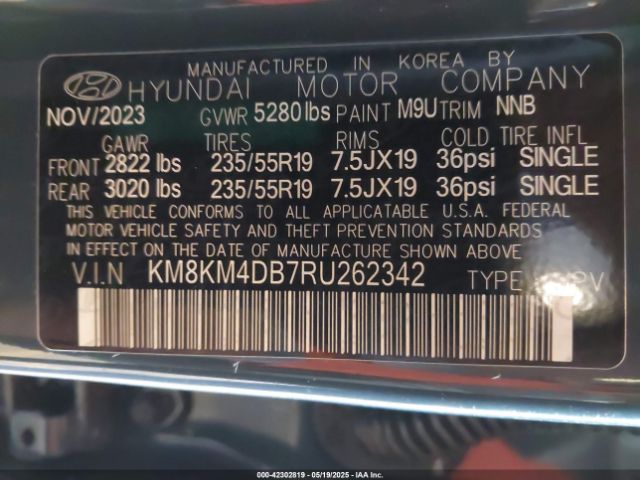 MANUFACTURED IN KOREA BY
HYUNDAI MOTOR COMPANY
NOV/2023 GVWR 5280 lbs PAINT M9U TRIM NNB
GAWR TIRES RIMS COLD TIRE INFL
FRONT 2822 lbs 235/55R19 7.5JX19 36psi SINGLE
REAR 3020 lbs 235/55R19 7.5JX19 36psi SINGLE
THIS VEHICLE CONFORMS TO ALL APPLICATABLE U.S.A. FEDERAL
MOTOR VEHICLE SAFETY AND THEFT PREVENTION STANDARDS
IN EFFECT ON THE DATE OF MANUFACTURE SHOWN ABOVE.
V.I.N KM8KM4DB7RU262342 TYPE
000-42302819 - 05/19/2025 - IAA Inc.